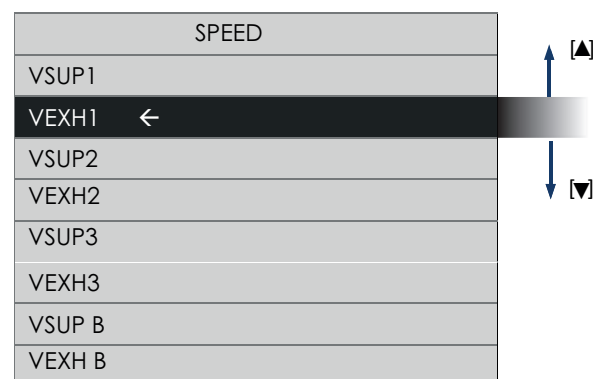 SPEED
VSUP1
VEXH1 ←
VSUP2
VEXH2
VSUP3
VEXH3
VSUP B
VEXH B
[▲]
[▼]